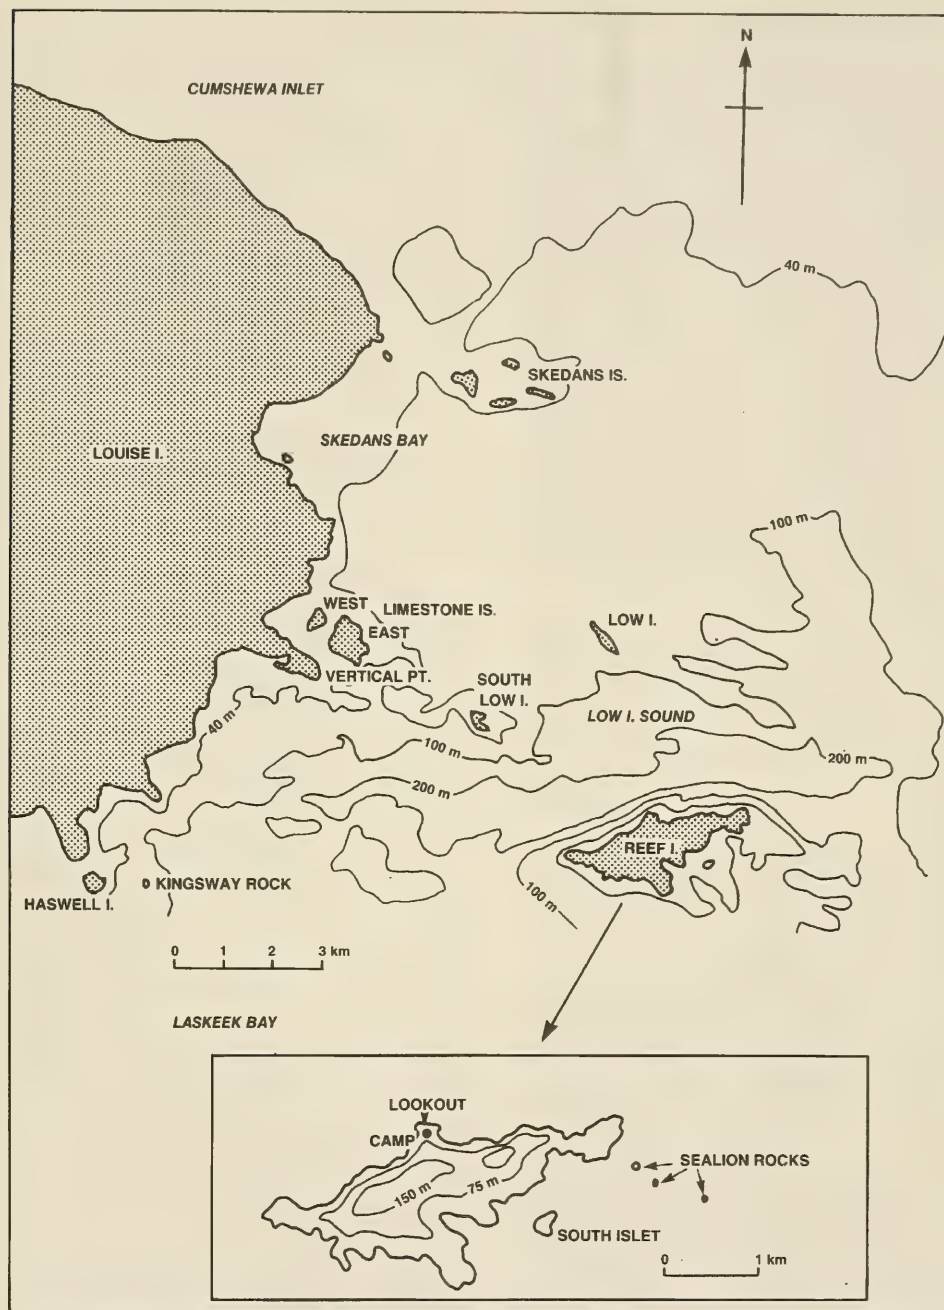 N
CUMSHEWA INLET
40 m
SKEDANS IS.
SKEDANS BAY
LOUISE I.
100 m
WEST
LIMESTONE IS.
EAST
LOW I.
VERTICAL PT.
SOUTH
LOW I.
LOW I. SOUND
40 m
100 m
200 m
200 m
REEF I.
KINGSWAY ROCK
HASWELL I.
100 m
0 1 2 3 km
LASKEEK BAY
LOOKOUT
CAMP
SEALION ROCKS
150 m
75 m
SOUTH ISLET
0 1 km